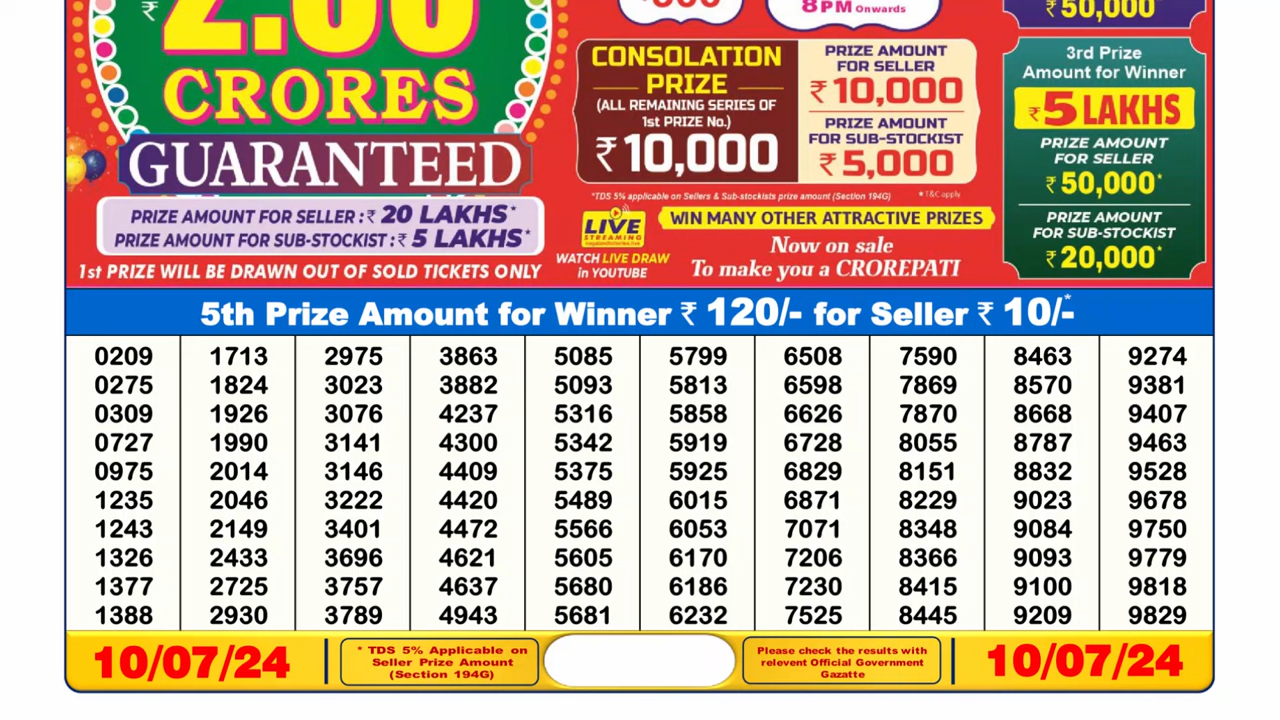 ₹ 2.00
CRORES
GUARANTEED
PRIZE AMOUNT FOR SELLER :₹ 20 LAKHS*
PRIZE AMOUNT FOR SUB-STOCKIST :₹ 5 LAKHS*
1st PRIZE WILL BE DRAWN OUT OF SOLD TICKETS ONLY
8PM Onwards
CONSOLATION
PRIZE
(ALL REMAINING SERIES OF
1st PRIZE No.)
₹10,000
PRIZE AMOUNT
FOR SELLER
₹10,000
PRIZE AMOUNT
FOR SUB-STOCKIST
₹5,000
*TDS 5% applicable on Sellers & Sub-stockists prize amount (Section 194G)
*T&C apply
LIVE
STREAMING
WATCH LIVE DRAW
in YOUTUBE
WIN MANY OTHER ATTRACTIVE PRIZES
Now on sale
To make you a CROREPATI
₹50,000*
3rd Prize
Amount for Winner
₹5 LAKHS
PRIZE AMOUNT
FOR SELLER
₹50,000*
PRIZE AMOUNT
FOR SUB-STOCKIST
₹20,000*
5th Prize Amount for Winner ₹ 120/- for Seller ₹ 10/-*
0209 1713 2975 3863 5085 5799 6508 7590 8463 9274
0275 1824 3023 3882 5093 5813 6598 7869 8570 9381
0309 1926 3076 4237 5316 5858 6626 7870 8668 9407
0727 1990 3141 4300 5342 5919 6728 8055 8787 9463
0975 2014 3146 4409 5375 5925 6829 8151 8832 9528
1235 2046 3222 4420 5489 6015 6871 8229 9023 9678
1243 2149 3401 4472 5566 6053 7071 8348 9084 9750
1326 2433 3696 4621 5605 6170 7206 8366 9093 9779
1377 2725 3757 4637 5680 6186 7230 8415 9100 9818
1388 2930 3789 4943 5681 6232 7525 8445 9209 9829
10/07/24
* TDS 5% Applicable on
Seller Prize Amount
(Section 194G)
Please check the results with
relevent Official Government
Gazatte
10/07/24